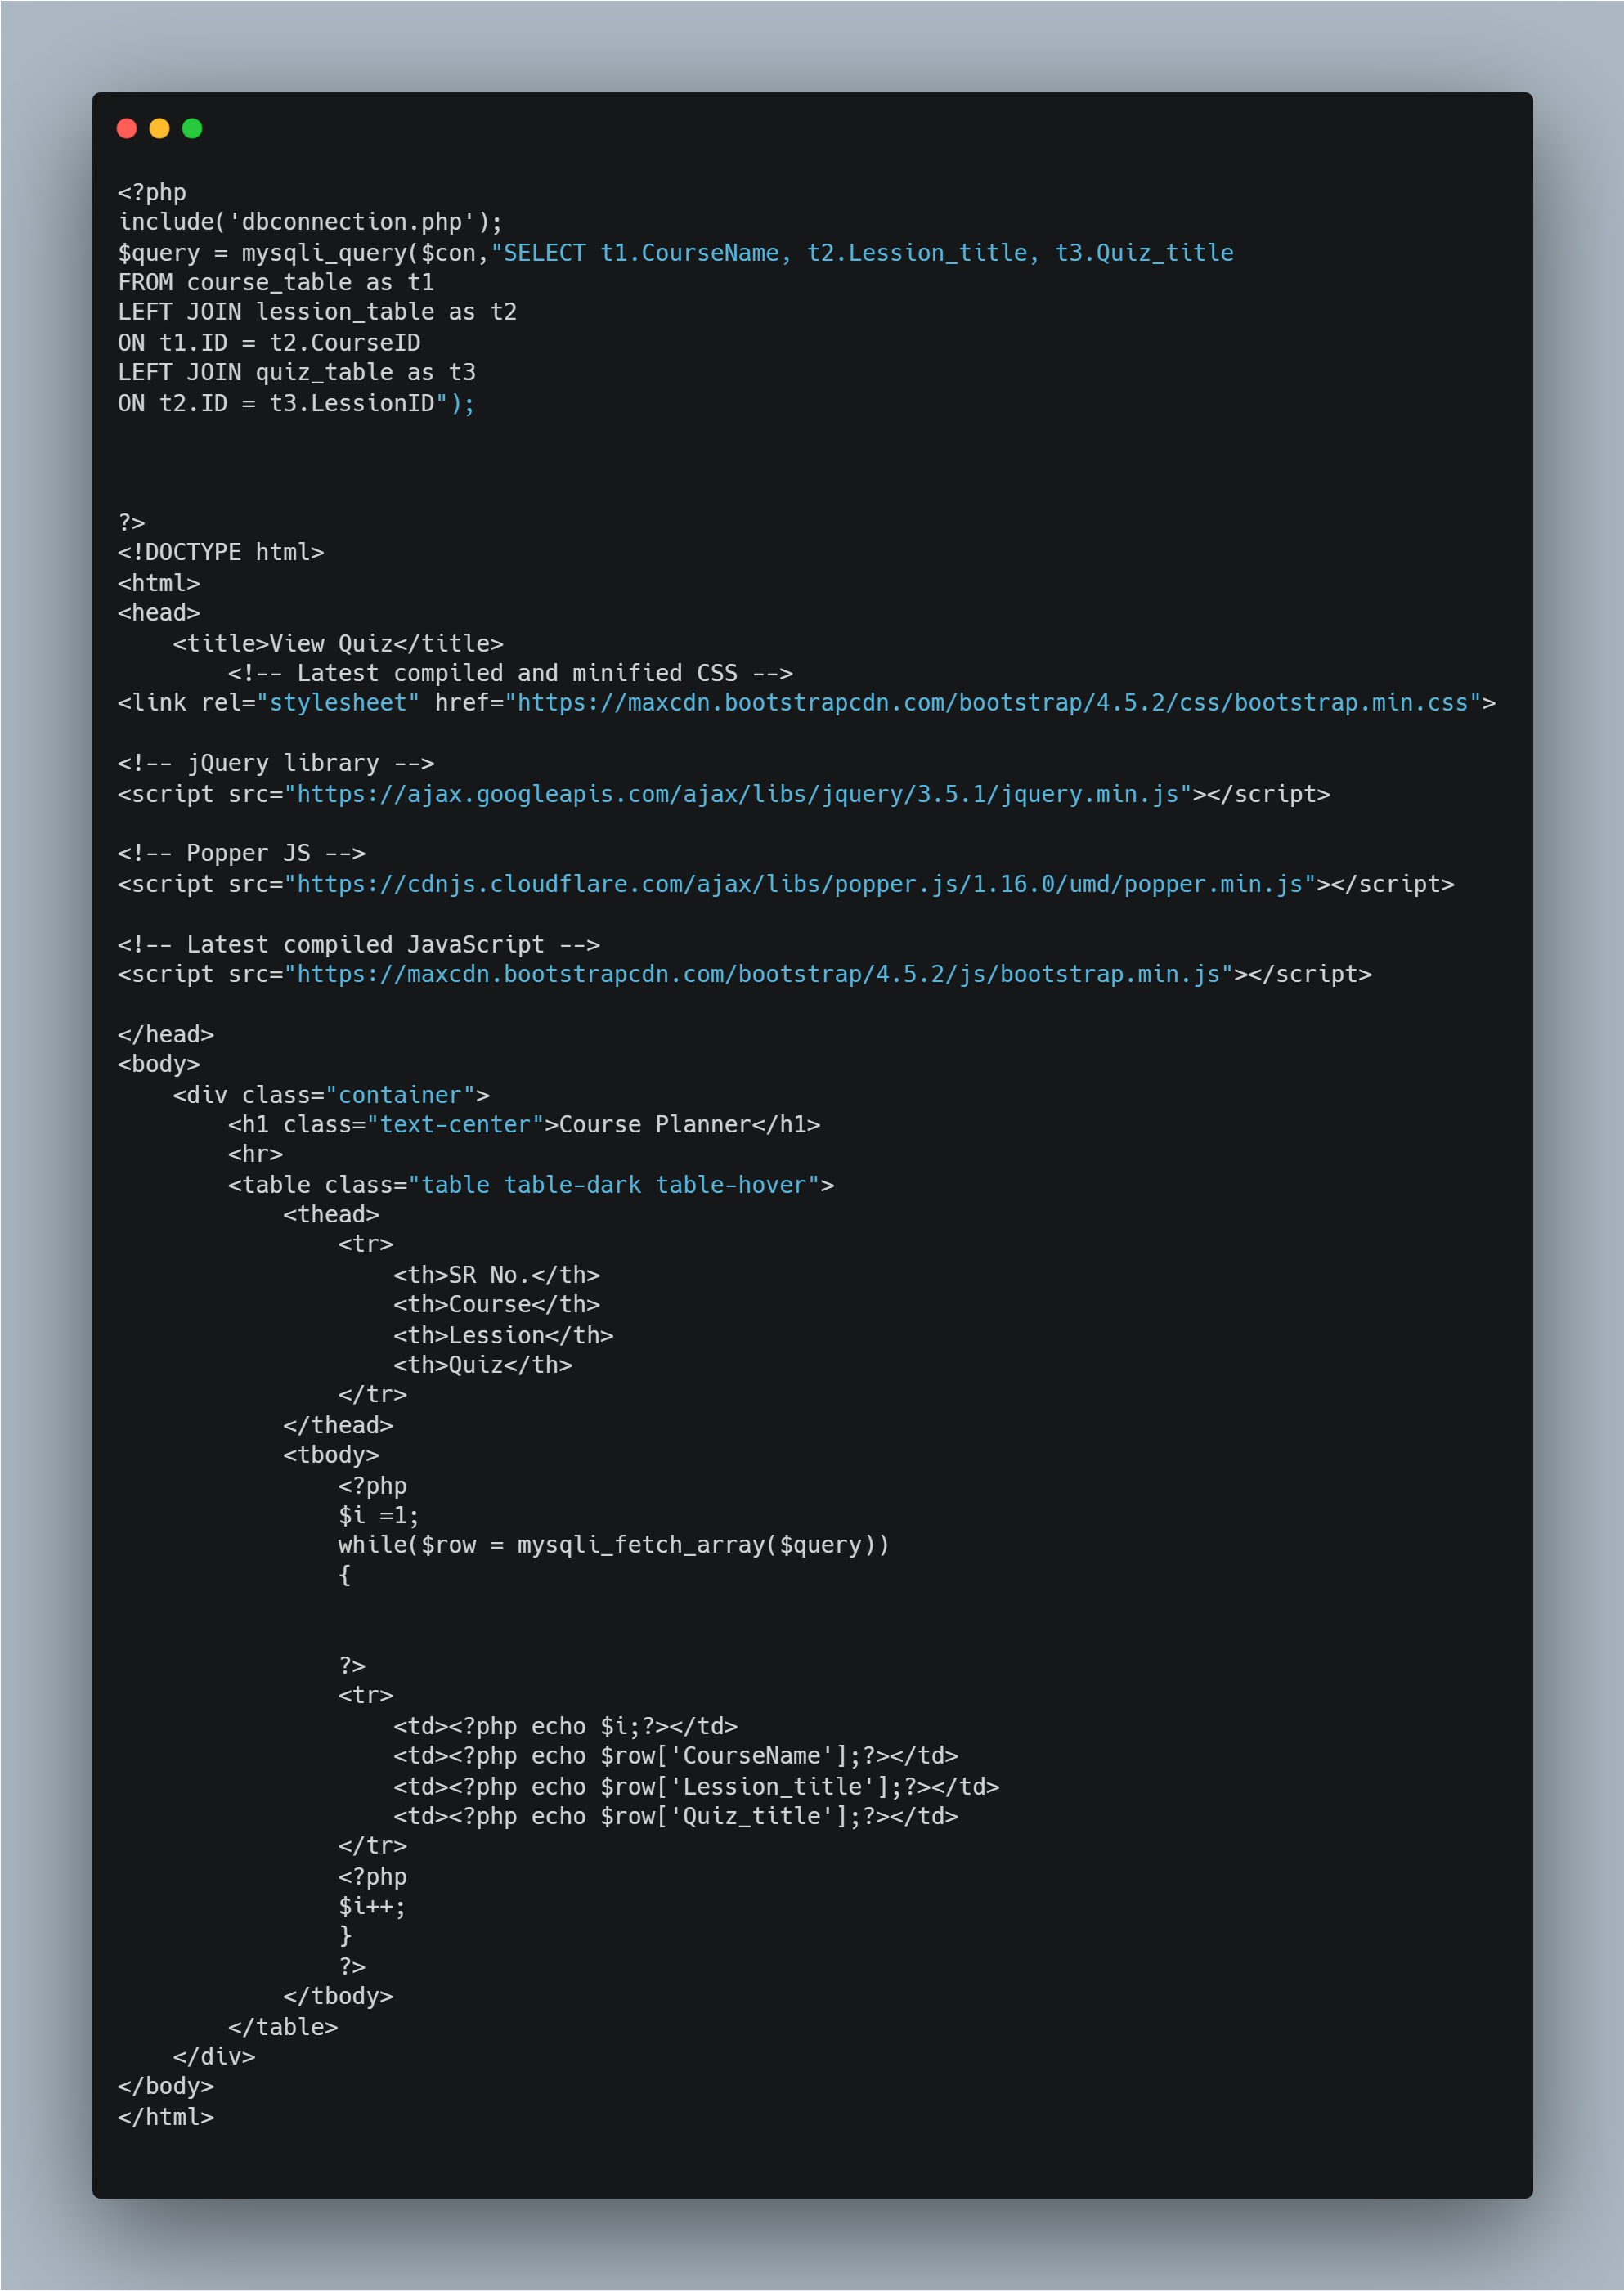 <?php
include('dbconnection.php');
$query = mysqli_query($con,"SELECT t1.CourseName, t2.Lession_title, t3.Quiz_title
FROM course_table as t1
LEFT JOIN lession_table as t2
ON t1.ID = t2.CourseID
LEFT JOIN quiz_table as t3
ON t2.ID = t3.LessionID");
?>
<!DOCTYPE html>
<html>
<head>
    <title>View Quiz</title>
        <!-- Latest compiled and minified CSS -->
<link rel="stylesheet" href="https://maxcdn.bootstrapcdn.com/bootstrap/4.5.2/css/bootstrap.min.css">
<!-- jQuery library -->
<script src="https://ajax.googleapis.com/ajax/libs/jquery/3.5.1/jquery.min.js"></script>
<!-- Popper JS -->
<script src="https://cdnjs.cloudflare.com/ajax/libs/popper.js/1.16.0/umd/popper.min.js"></script>
<!-- Latest compiled JavaScript -->
<script src="https://maxcdn.bootstrapcdn.com/bootstrap/4.5.2/js/bootstrap.min.js"></script>
</head>
<body>
    <div class="container">
        <h1 class="text-center">Course Planner</h1>
        <hr>
        <table class="table table-dark table-hover">
            <thead>
                <tr>
                    <th>SR No.</th>
                    <th>Course</th>
                    <th>Lession</th>
                    <th>Quiz</th>
                </tr>
            </thead>
            <tbody>
                <?php
                $i =1;
                while($row = mysqli_fetch_array($query))
                {
                ?>
                <tr>
                    <td><?php echo $i;?></td>
                    <td><?php echo $row['CourseName'];?></td>
                    <td><?php echo $row['Lession_title'];?></td>
                    <td><?php echo $row['Quiz_title'];?></td>
                </tr>
                <?php
                $i++;
                }
                ?>
            </tbody>
        </table>
    </div>
</body>
</html>